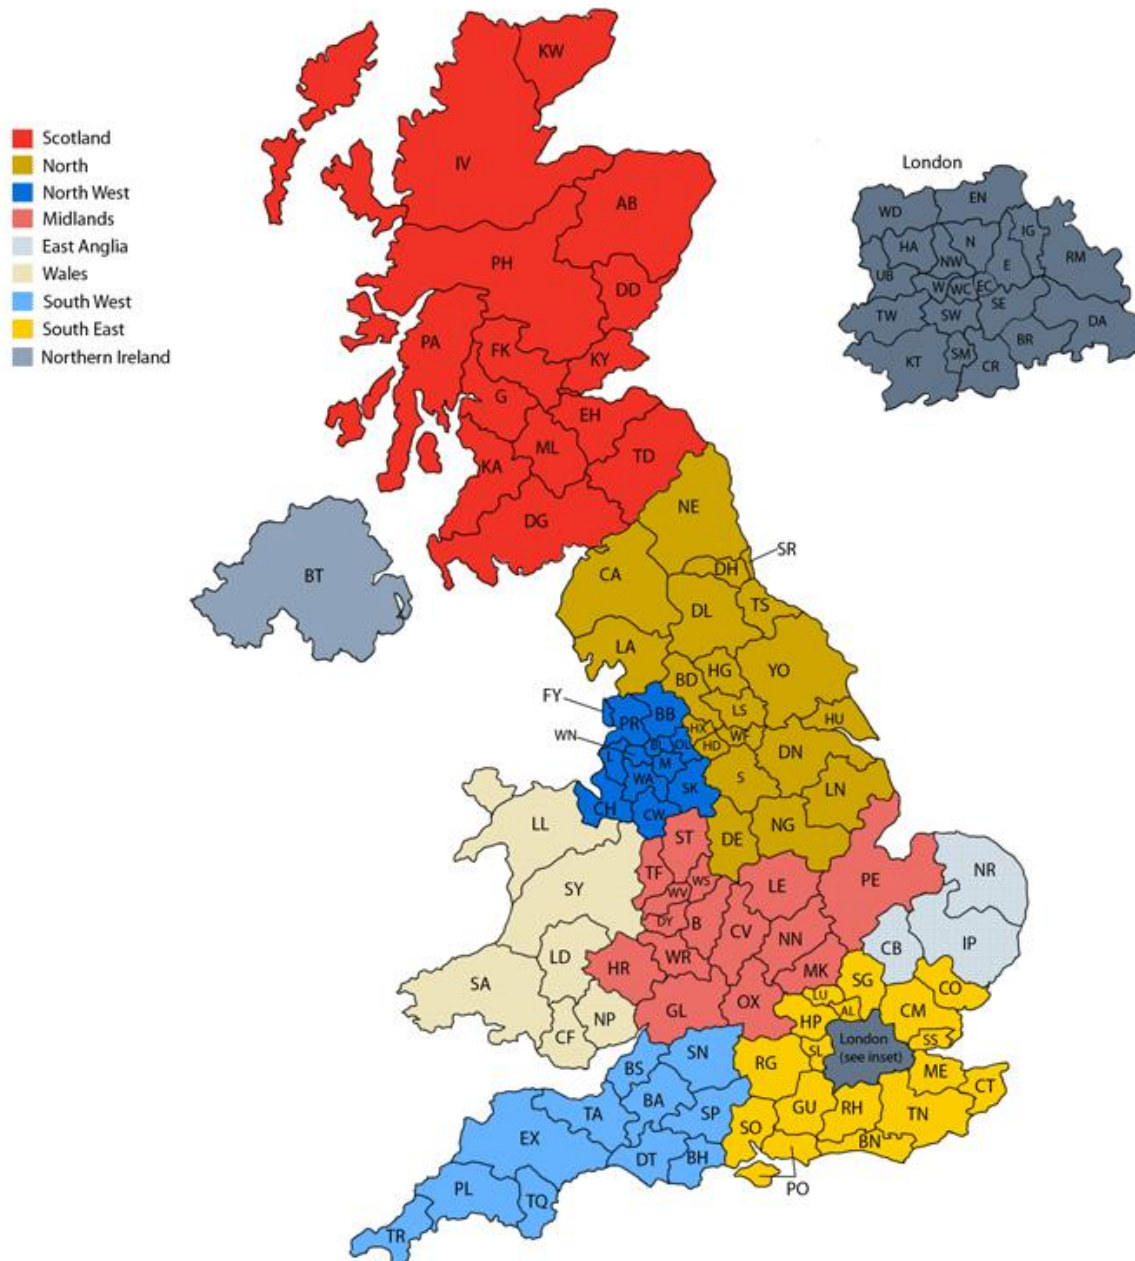 Scotland
North
North West
Midlands
East Anglia
Wales
South West
South East
Northern Ireland
London
WD
EN
HA
N
IG
NW
E
RM
UB
W
WC
EC
TW
SW
SE
DA
KT
SM
CR
BR
KW
IV
AB
PH
DD
PA
FK
KY
G
EH
KA
ML
TD
DG
NE
BT
SR
CA
DH
DL
TS
LA
BD
HG
YO
FY
PR
BB
LS
HU
WN
HX
BL
OL
HD
WF
DN
L
WA
M
SK
S
LN
CH
CW
LL
ST
DE
NG
TF
WS
LE
PE
NR
SY
WV
DY
B
CV
NN
CB
IP
LD
HR
WR
MK
SG
CO
SA
NP
GL
OX
LU
AL
HP
CM
CF
London
(see inset)
SS
SN
BS
RG
SL
ME
CT
TA
BA
SP
SO
GU
RH
TN
EX
DT
BH
BN
PL
TQ
PO
TR